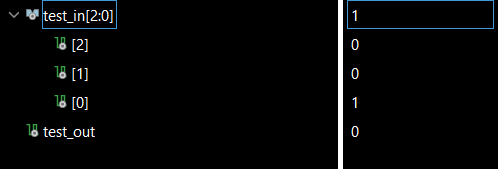 test_in[2:0] 1
[2] 0
[1] 0
[0] 1
test_out 0